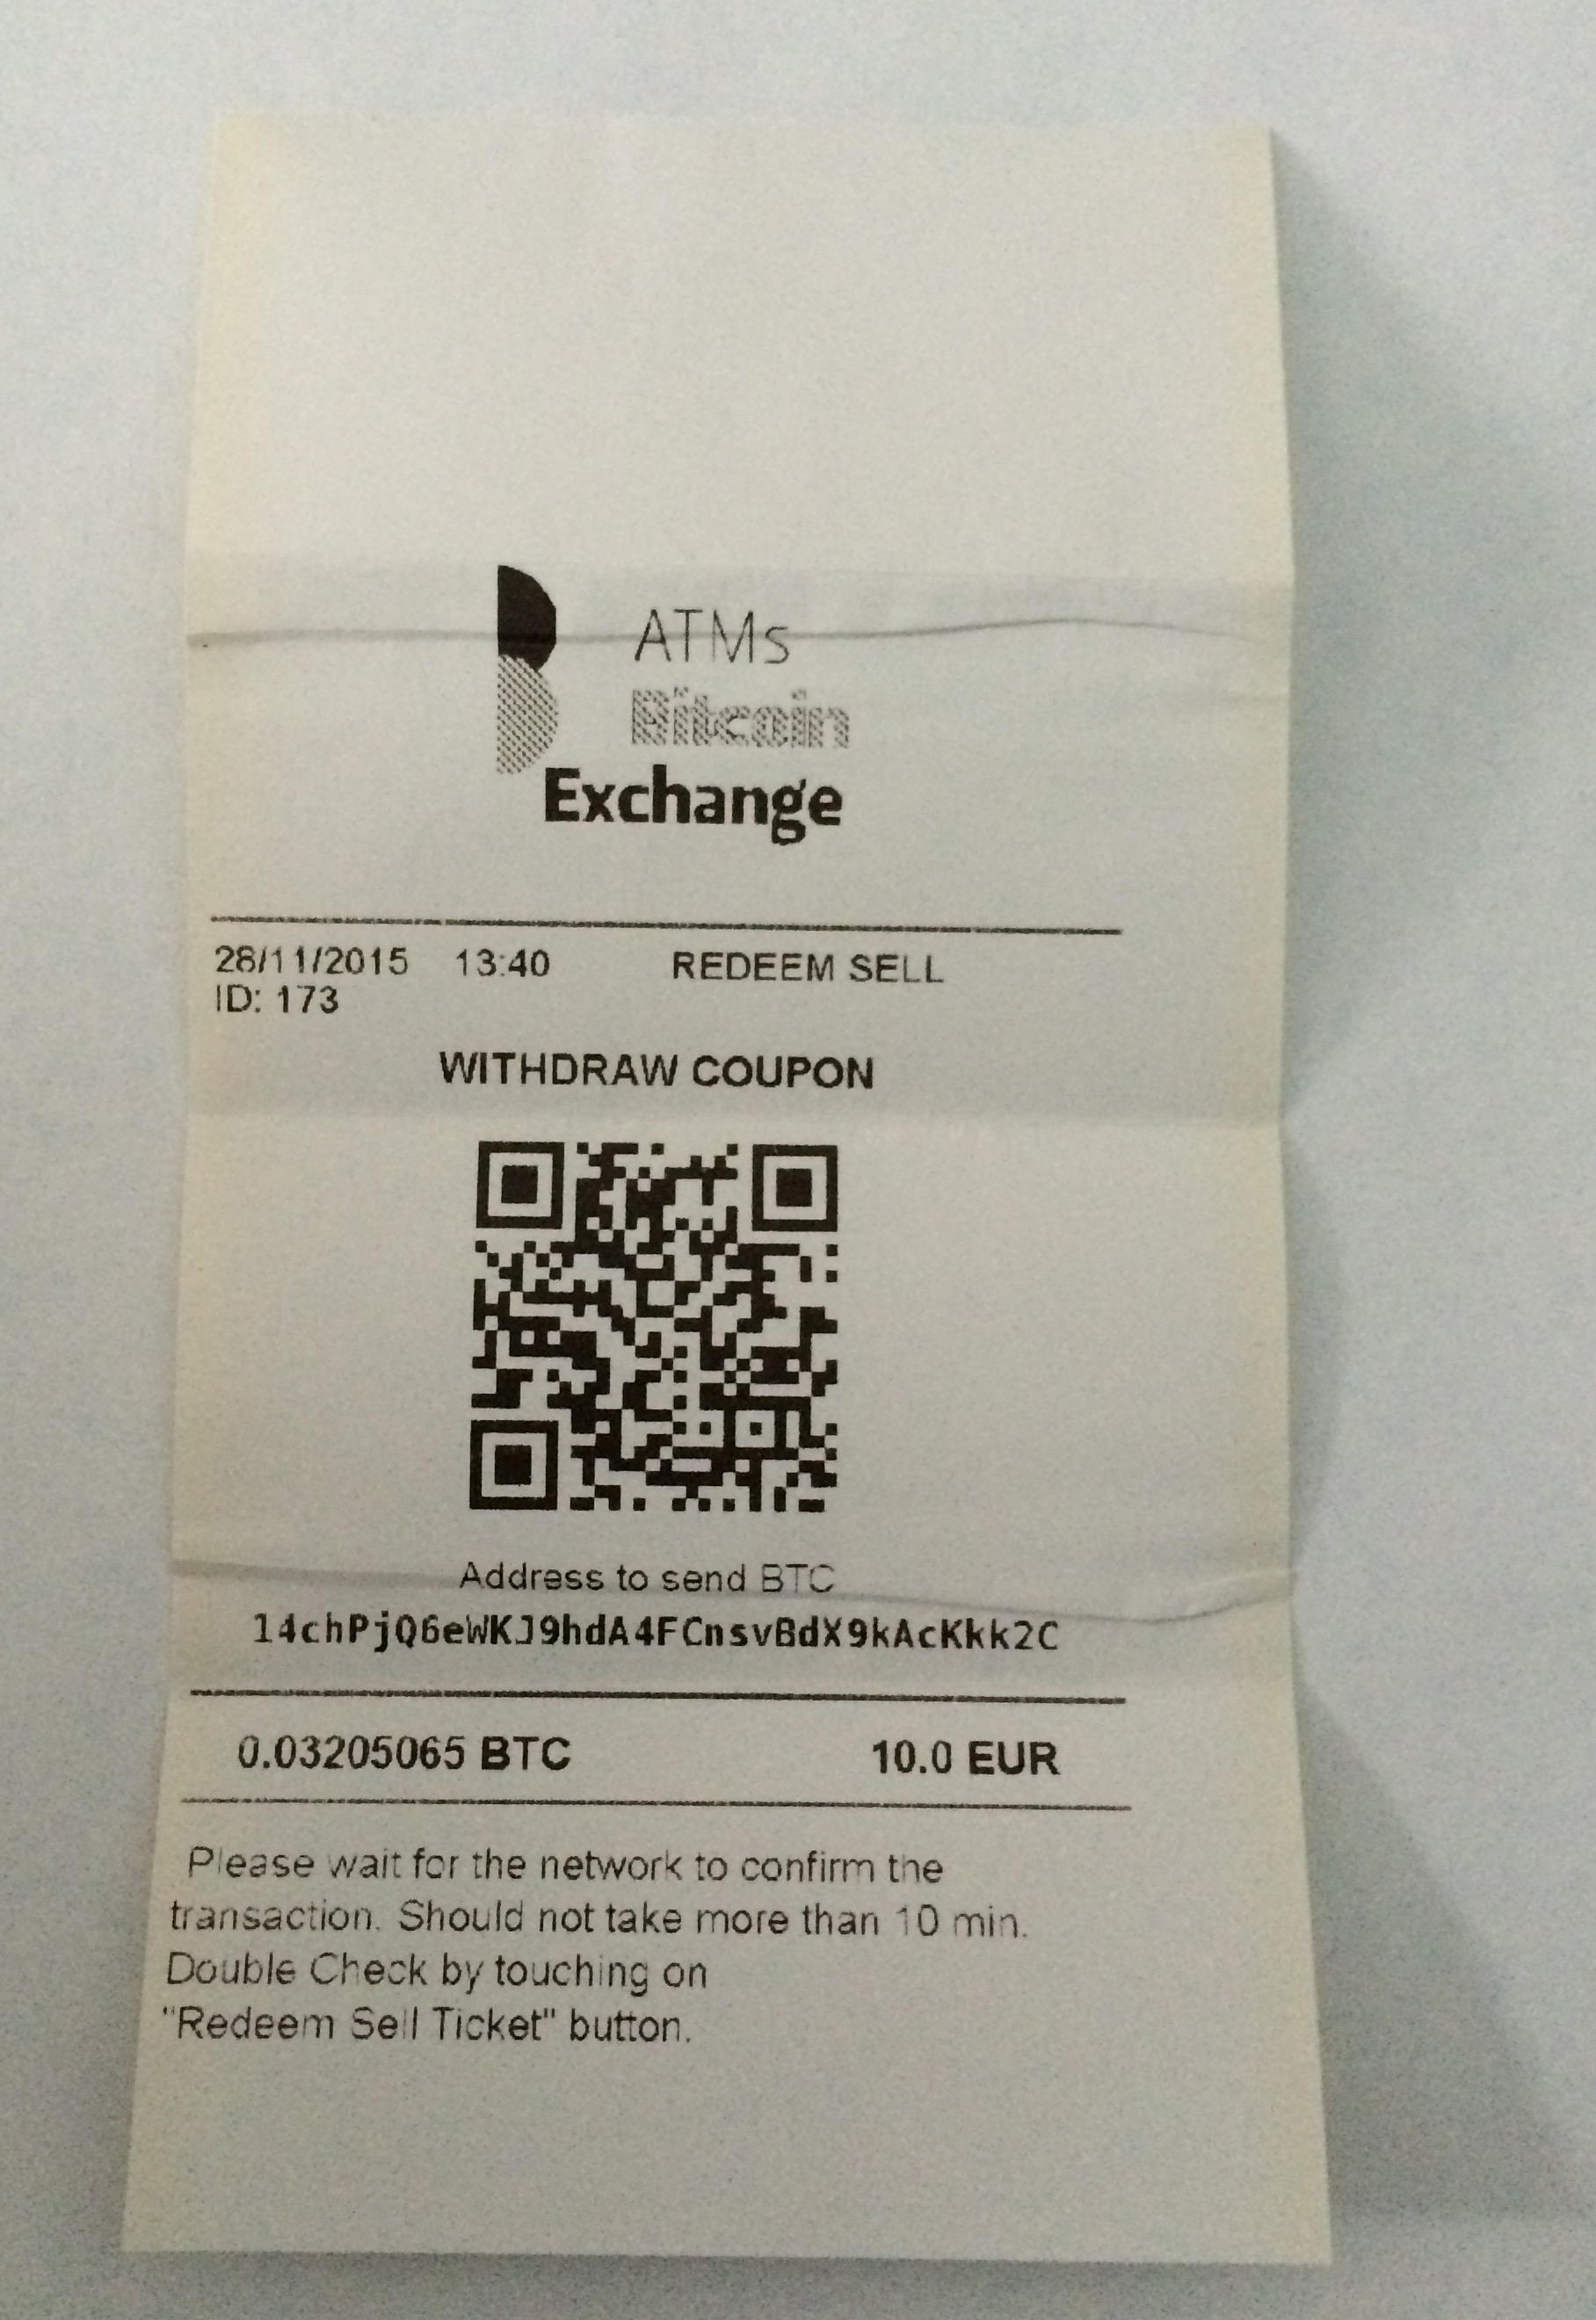 ATMs
Bitcoin
Exchange
28/11/2015 13:40 REDEEM SELL
ID: 173
WITHDRAW COUPON
Address to send BTC
14chPjQ6eWKJ9hdA4FCnsvBdX9kAcKkk2C
0.03205065 BTC 10.0 EUR
Please wait for the network to confirm the
transaction. Should not take more than 10 min.
Double Check by touching on
"Redeem Sell Ticket" button.